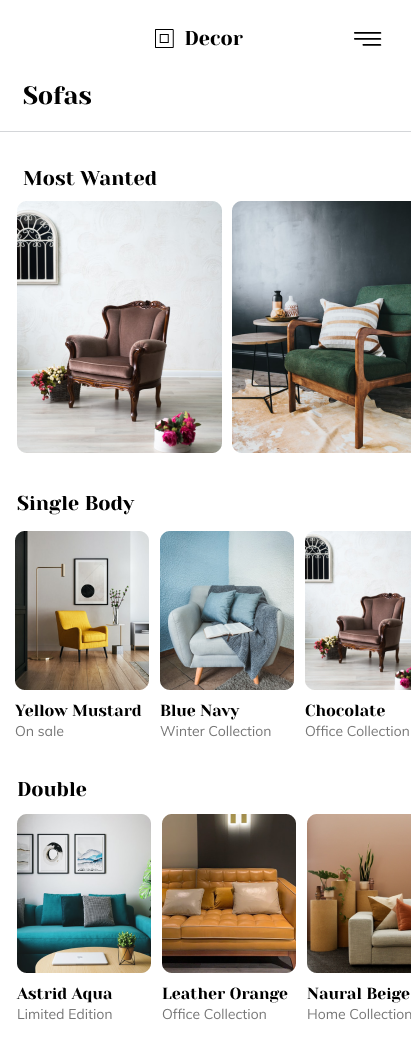 Decor
Sofas
Most Wanted
Single Body
Yellow Mustard
On sale
Blue Navy
Winter Collection
Chocolate
Office Collection
Double
Astrid Aqua
Limited Edition
Leather Orange
Office Collection
Naural Beige
Home Collection